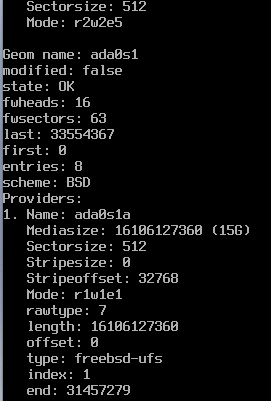 Sectorsize: 512
Mode: r2w2e5
Geom name: ada0s1
modified: false
state: OK
fwheads: 16
fwsectors: 63
last: 33554367
first: 0
entries: 8
scheme: BSD
Providers:
1. Name: ada0s1a
Mediasize: 16106127360 (15G)
Sectorsize: 512
Stripesize: 0
Stripeoffset: 32768
Mode: r1w1e1
rawtype: 7
length: 16106127360
offset: 0
type: freebsd-ufs
index: 1
end: 31457279